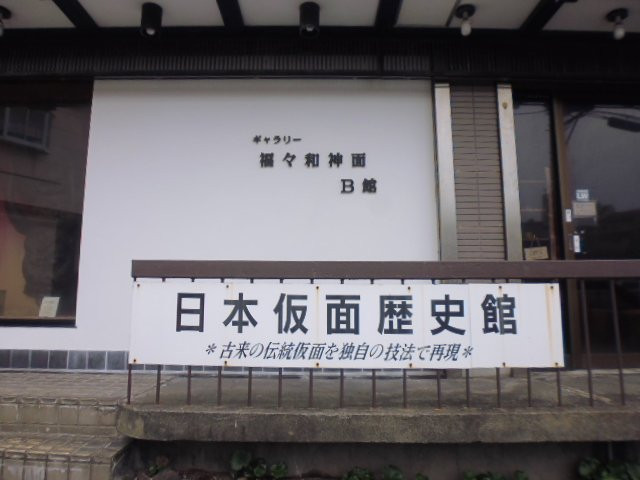 ギャラリー
福々和神面
B館
日本仮面歴史館
＊古来の伝統仮面を独自の技法で再現＊